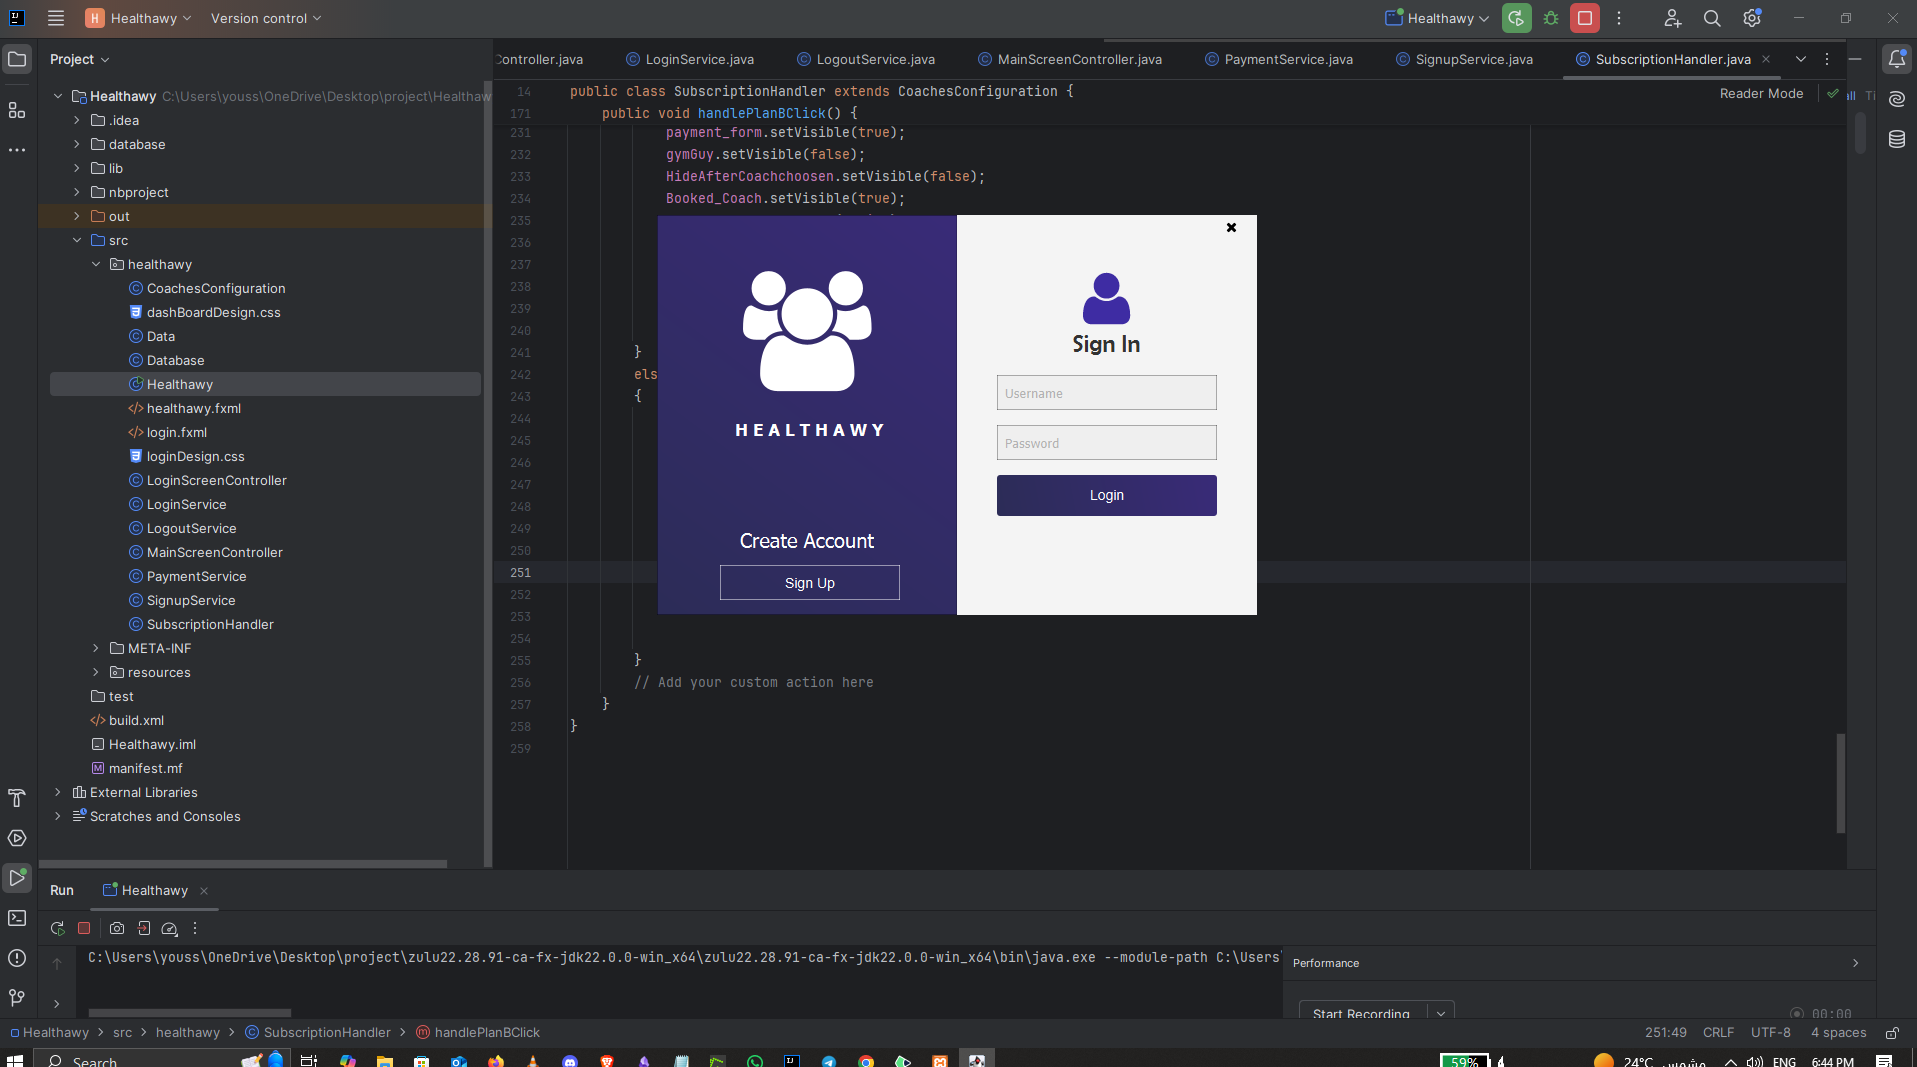 H Healthawy Version control Healthawy
Project
Controller.java LoginService.java LogoutService.java MainScreenController.java PaymentService.java SignupService.java SubscriptionHandler.java
Healthawy C:\Users\youss\OneDrive\Desktop\project\Healthaw
.idea
database
lib
nbproject
out
src
healthawy
CoachesConfiguration
dashBoardDesign.css
Data
Database
Healthawy
healthawy.fxml
login.fxml
loginDesign.css
LoginScreenController
LoginService
LogoutService
MainScreenController
PaymentService
SignupService
SubscriptionHandler
META-INF
resources
test
build.xml
Healthawy.iml
manifest.mf
External Libraries
Scratches and Consoles
Reader Mode
14 public class SubscriptionHandler extends CoachesConfiguration {
171 public void handlePlanBClick() {
231 payment_form.setVisible(true);
232 gymGuy.setVisible(false);
233 HideAfterCoachchoosen.setVisible(false);
234 Booked_Coach.setVisible(true);
235
236
237
238
239
240
241 }
242 els
243 {
244
245
246
247
248
249
250
251
252
253
254
255 }
256 // Add your custom action here
257 }
258 }
259
HEALTHAWY
Create Account
Sign Up
Sign In
Username
Password
Login
Run Healthawy
C:\Users\youss\OneDrive\Desktop\project\zulu22.28.91-ca-fx-jdk22.0.0-win_x64\zulu22.28.91-ca-fx-jdk22.0.0-win_x64\bin\java.exe --module-path C:\Users
Performance
Start Recording 00:00
Healthawy src healthawy SubscriptionHandler handlePlanBClick
251:49 CRLF UTF-8 4 spaces
Search 59% 24°C مشمس ENG 6:44 PM